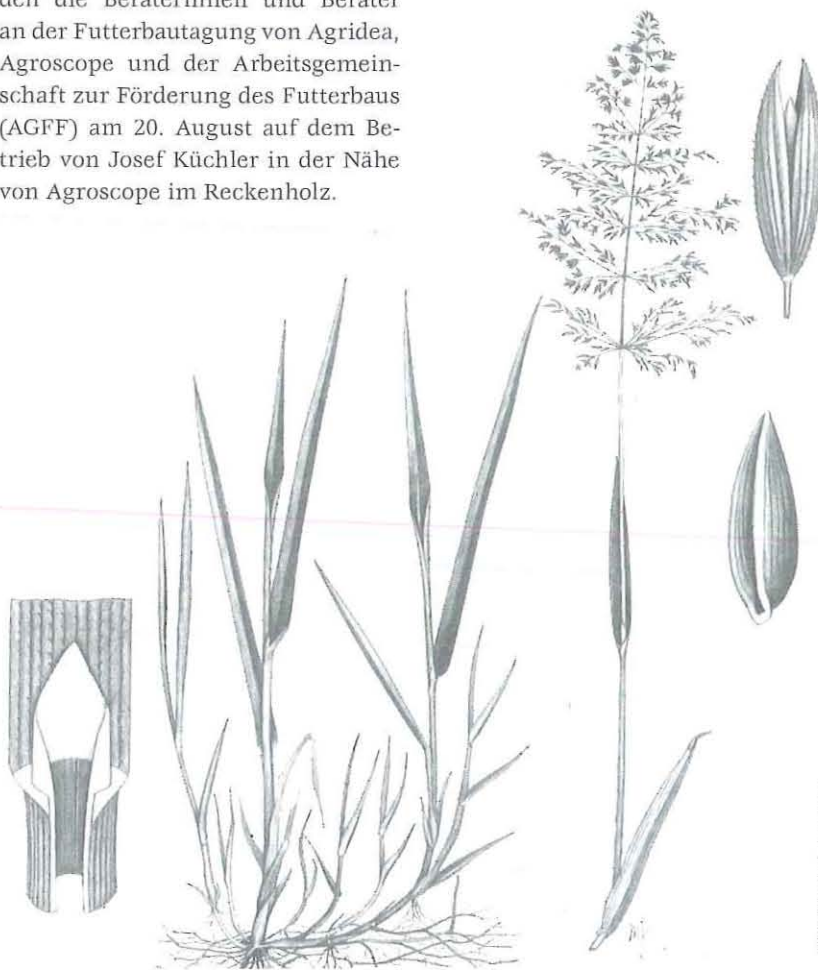 den die Beraterinnen und Berater
an der Futterbautagung von Agridea,
Agroscope und der Arbeitsgemein-
schaft zur Förderung des Futterbaus
(AGFF) am 20. August auf dem Be-
trieb von Josef Küchler in der Nähe
von Agroscope im Reckenholz.